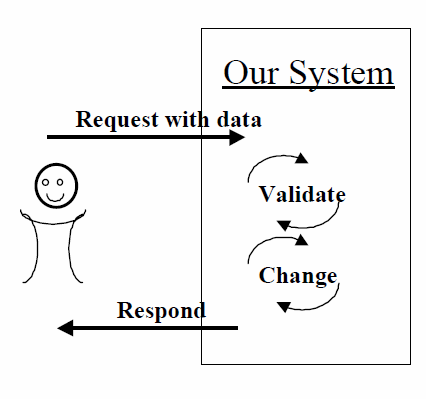 Our System
Request with data
Validate
Change
Respond